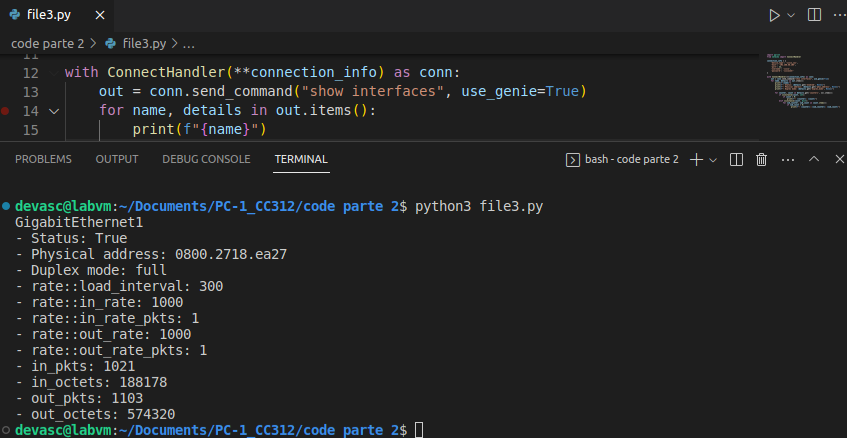 file3.py
code parte 2 > file3.py > ...
11
12 with ConnectHandler(**connection_info) as conn:
13 out = conn.send_command("show interfaces", use_genie=True)
14 for name, details in out.items():
15 print(f"{name}")
PROBLEMS OUTPUT DEBUG CONSOLE TERMINAL bash - code parte 2
devasc@labvm:~/Documents/PC-1_CC312/code parte 2$ python3 file3.py
GigabitEthernet1
- Status: True
- Physical address: 0800.2718.ea27
- Duplex mode: full
- rate::load_interval: 300
- rate::in_rate: 1000
- rate::in_rate_pkts: 1
- rate::out_rate: 1000
- rate::out_rate_pkts: 1
- in_pkts: 1021
- in_octets: 188178
- out_pkts: 1103
- out_octets: 574320
devasc@labvm:~/Documents/PC-1_CC312/code parte 2$